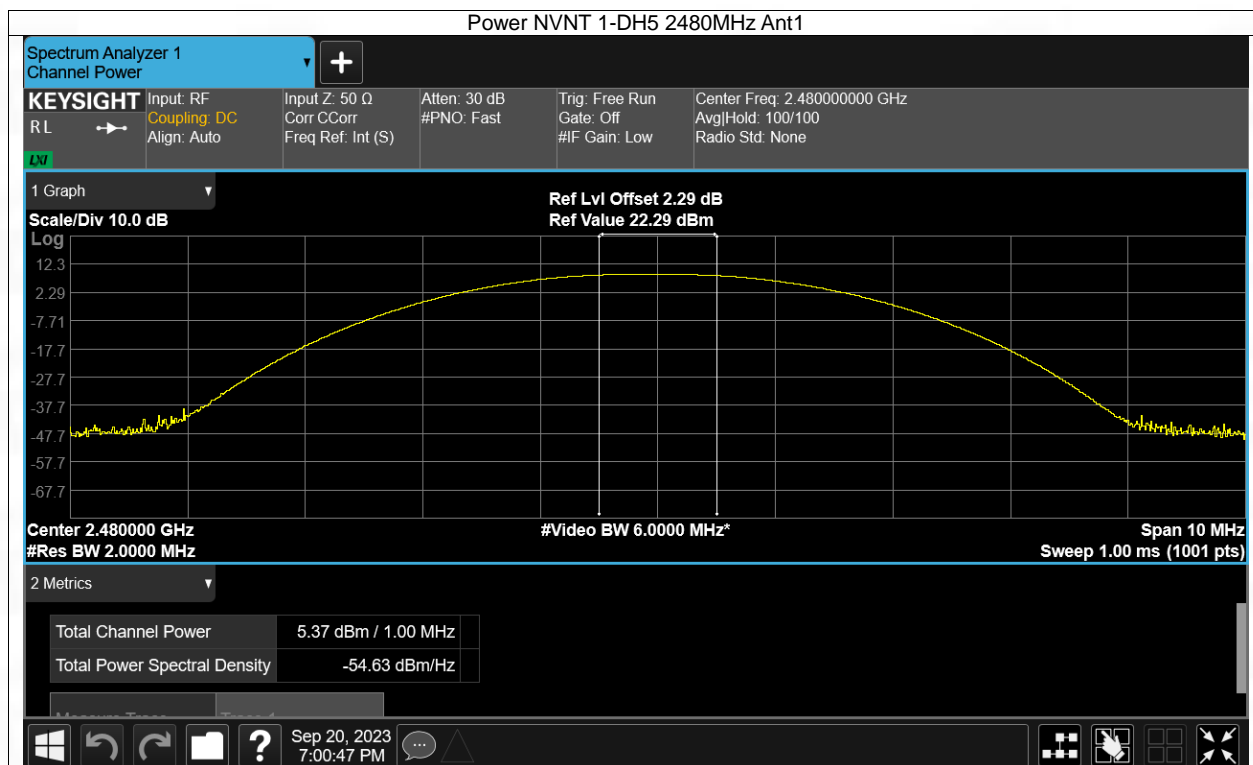 Power NVNT 1-DH5 2480MHz Ant1
Spectrum Analyzer 1
Channel Power
KEYSIGHT
R L
LXI
Input: RF
Coupling: DC
Align: Auto
Input Z: 50 Ω
Corr CCorr
Freq Ref: Int (S)
Atten: 30 dB
#PNO: Fast
Trig: Free Run
Gate: Off
#IF Gain: Low
Center Freq: 2.480000000 GHz
Avg|Hold: 100/100
Radio Std: None
1 Graph
Scale/Div 10.0 dB
Ref Lvl Offset 2.29 dB
Ref Value 22.29 dBm
Log
12.3
2.29
-7.71
-17.7
-27.7
-37.7
-47.7
-57.7
-67.7
Center 2.480000 GHz
#Res BW 2.0000 MHz
#Video BW 6.0000 MHz*
Span 10 MHz
Sweep 1.00 ms (1001 pts)
2 Metrics
Total Channel Power 5.37 dBm / 1.00 MHz
Total Power Spectral Density -54.63 dBm/Hz
Measure Trace Trace 1
Sep 20, 2023
7:00:47 PM